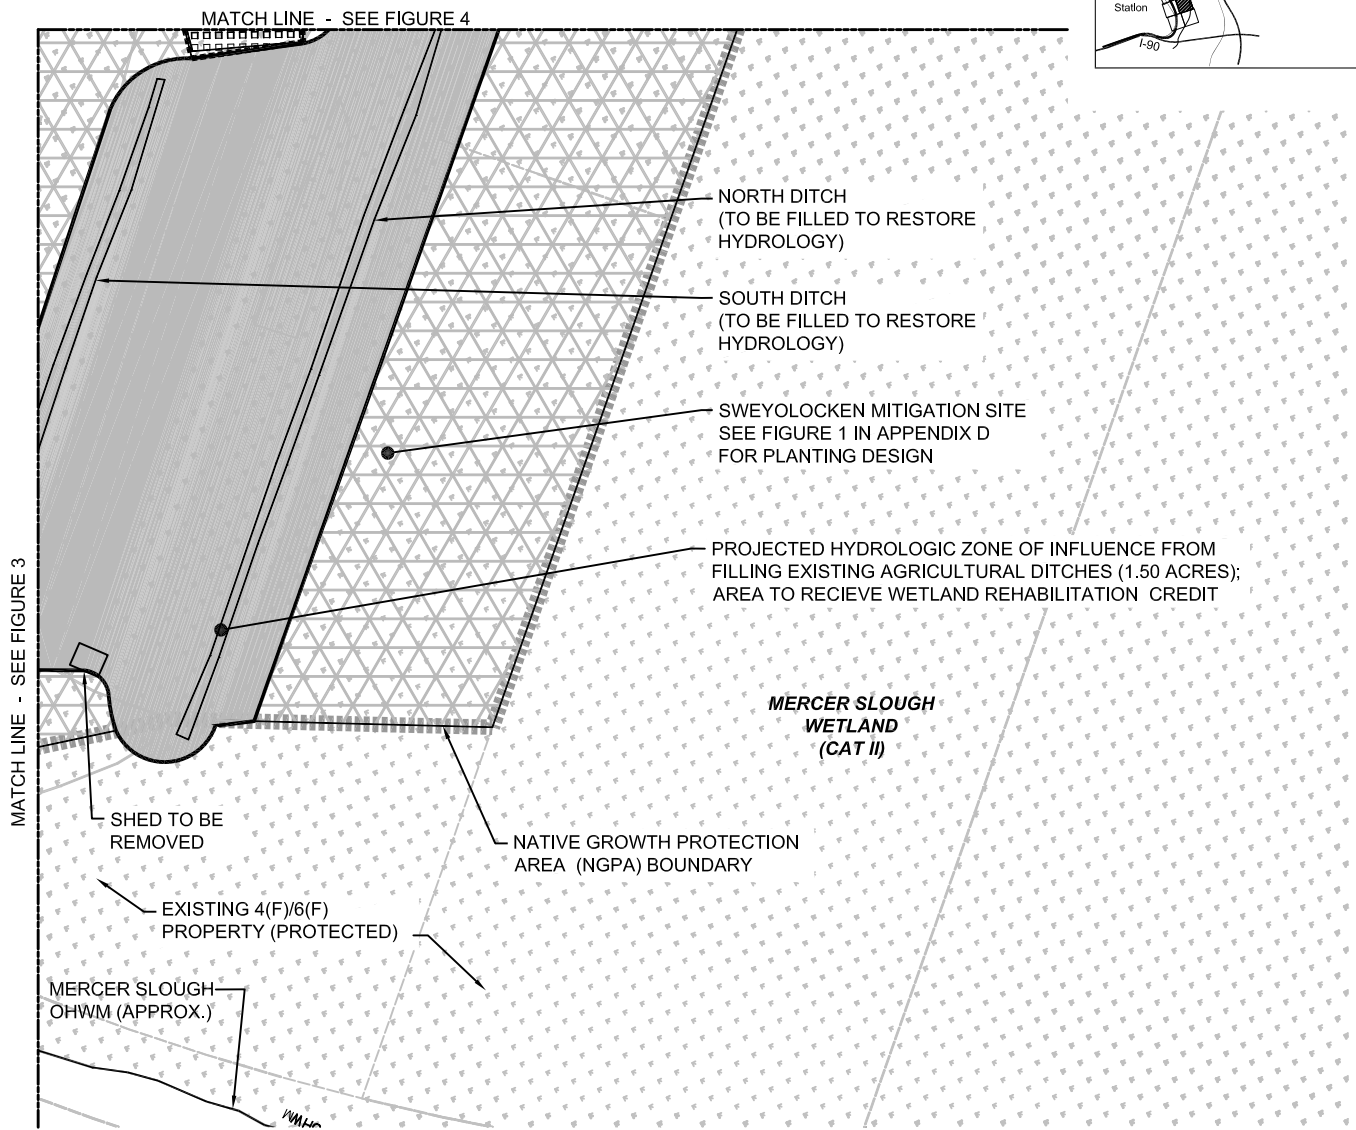 MATCH LINE - SEE FIGURE 4
Station
I-90
NORTH DITCH
(TO BE FILLED TO RESTORE
HYDROLOGY)
SOUTH DITCH
(TO BE FILLED TO RESTORE
HYDROLOGY)
SWEYOLOCKEN MITIGATION SITE
SEE FIGURE 1 IN APPENDIX D
FOR PLANTING DESIGN
PROJECTED HYDROLOGIC ZONE OF INFLUENCE FROM
FILLING EXISTING AGRICULTURAL DITCHES (1.50 ACRES);
AREA TO RECIEVE WETLAND REHABILITATION CREDIT
MATCH LINE - SEE FIGURE 3
MERCER SLOUGH
WETLAND
(CAT II)
SHED TO BE
REMOVED
NATIVE GROWTH PROTECTION
AREA (NGPA) BOUNDARY
EXISTING 4(F)/6(F)
PROPERTY (PROTECTED)
MERCER SLOUGH
OHWM (APPROX.)